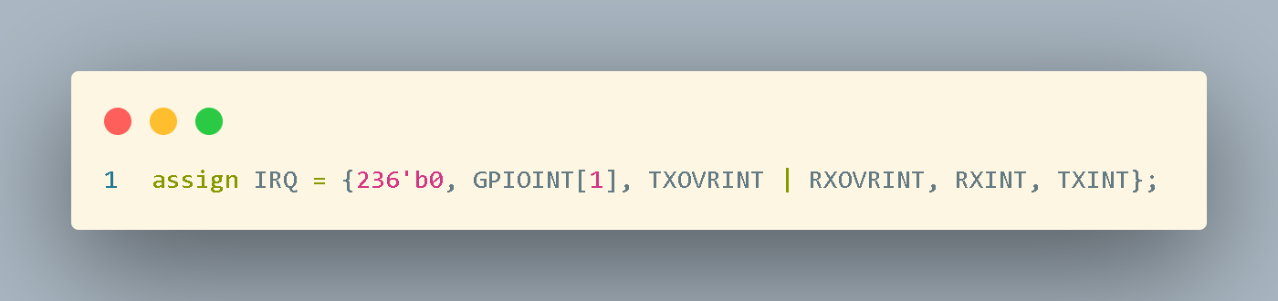 1 assign IRQ = {236'b0, GPIOINT[1], TXOVRINT | RXOVRINT, RXINT, TXINT};